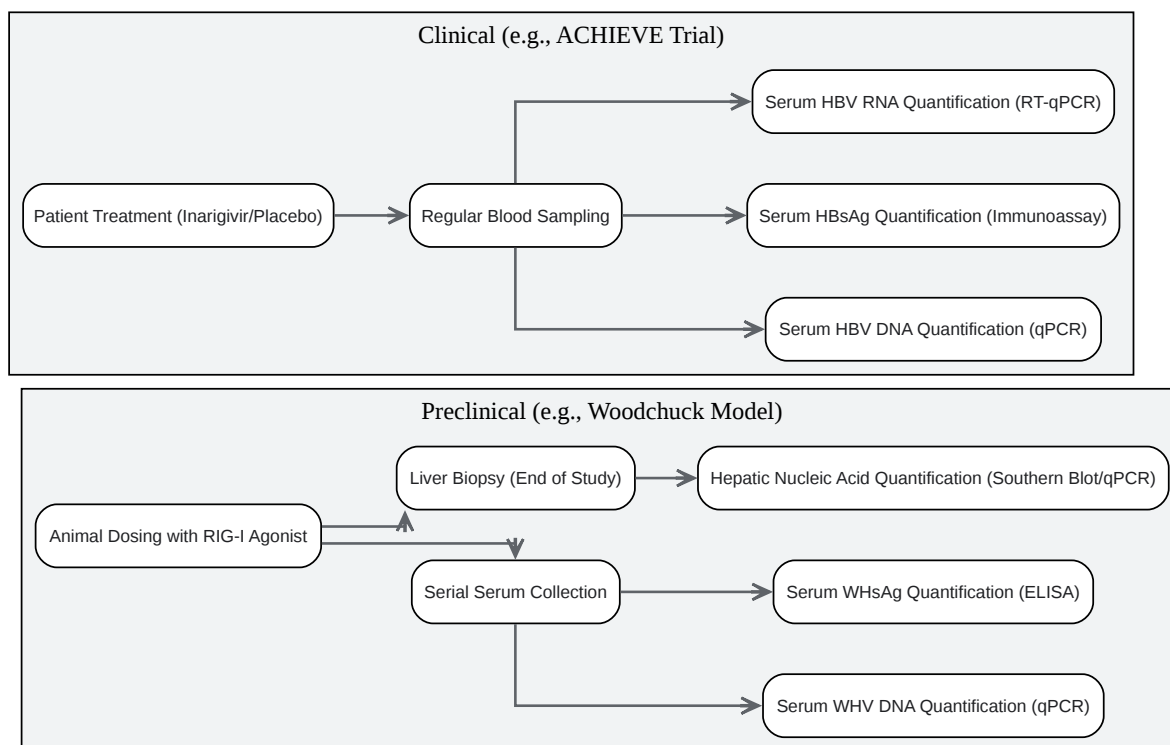 Clinical (e.g., ACHIEVE Trial)
Serum HBV RNA Quantification (RT-qPCR)
Patient Treatment (Inarigivir/Placebo)
Regular Blood Sampling
Serum HBsAg Quantification (Immunoassay)
Serum HBV DNA Quantification (qPCR)
Preclinical (e.g., Woodchuck Model)
Liver Biopsy (End of Study)
Hepatic Nucleic Acid Quantification (Southern Blot/qPCR)
Animal Dosing with RIG-I Agonist
Serial Serum Collection
Serum WHsAg Quantification (ELISA)
Serum WHV DNA Quantification (qPCR)